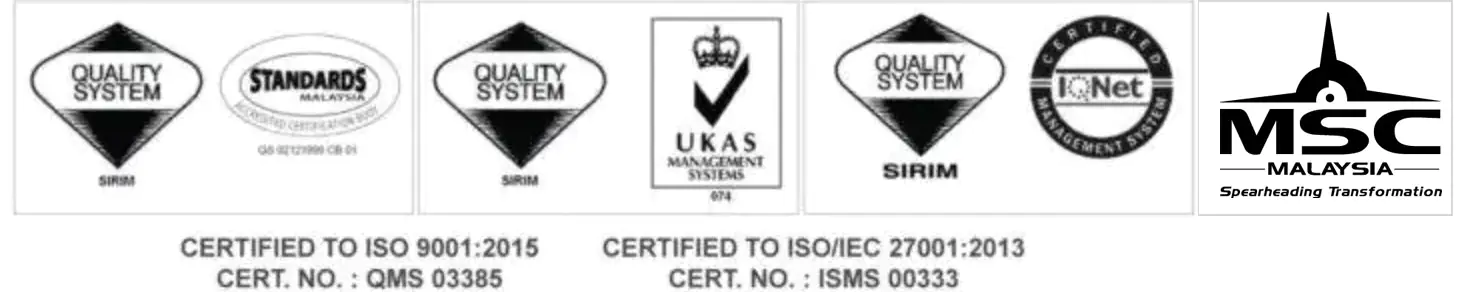 QUALITY
SYSTEM
SIRIM
STANDARDS
MALAYSIA
ACCREDITED CERTIFICATION BODY
QS 02121999 CB 01
QUALITY
SYSTEM
SIRIM
UKAS
MANAGEMENT
SYSTEMS
074
QUALITY
SYSTEM
SIRIM
CERTIFIED
IQNet
MANAGEMENT SYSTEM
MSC
MALAYSIA
Spearheading Transformation
CERTIFIED TO ISO 9001:2015
CERT. NO. : QMS 03385
CERTIFIED TO ISO/IEC 27001:2013
CERT. NO. : ISMS 00333